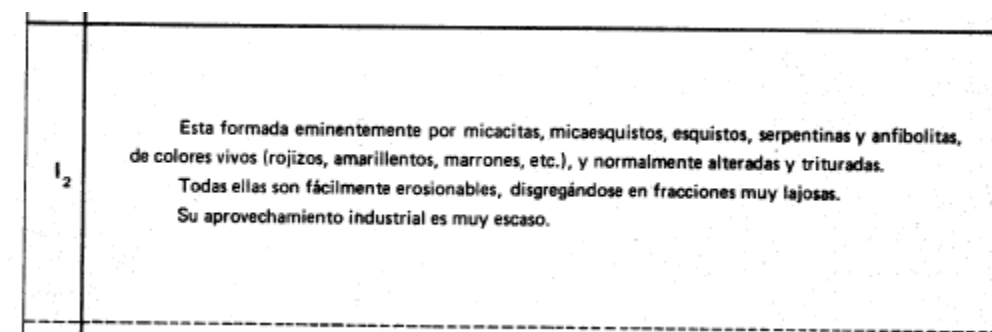 Esta formada eminentemente por micacitas, micaesquistos, esquistos, serpentinas y anfibolitas,
de colores vivos (rojizos, amarillentos, marrones, etc.), y normalmente alteradas y trituradas.
I2
Todas ellas son fácilmente erosionables, disgregándose en fracciones muy lajosas.
Su aprovechamiento industrial es muy escaso.